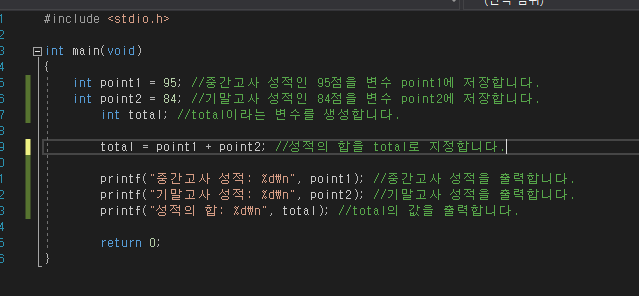 (전역 범위)
1 #include <stdio.h>
2
3 int main(void)
4 {
5 int point1 = 95; //중간고사 성적인 95점을 변수 point1에 저장합니다.
6 int point2 = 84; //기말고사 성적인 84점을 변수 point2에 저장합니다.
7 int total; //total이라는 변수를 생성합니다.
8
9 total = point1 + point2; //성적의 합을 total로 지정합니다.
0
1 printf("중간고사 성적: %d₩n", point1); //중간고사 성적을 출력합니다.
2 printf("기말고사 성적: %d₩n", point2); //기말고사 성적을 출력합니다.
3 printf("성적의 합: %d₩n", total); //total의 값을 출력합니다.
4
5 return 0;
6 }